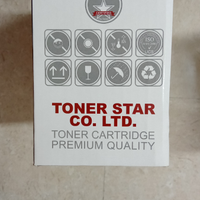 TONER STAR
CO. LTD.
TONER CARTRIDGE
PREMIUM QUALITY